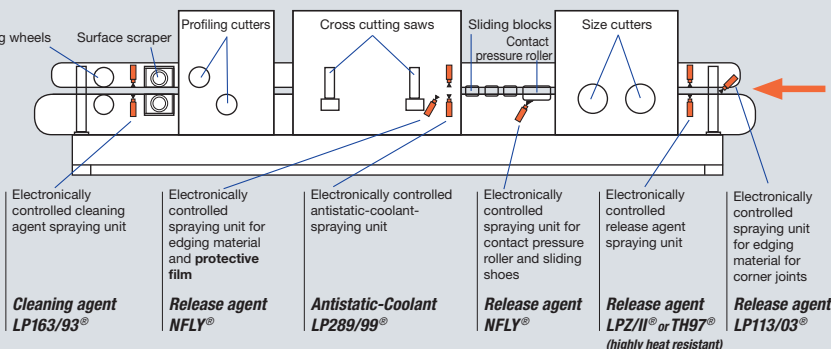 Profiling cutters
Cross cutting saws
Sliding blocks
Size cutters
wheels
Surface scraper
Contact
pressure roller
Electronically
controlled cleaning
agent spraying unit
Cleaning agent
LP163/93®
Electronically
controlled
spraying unit for
edging material
and protective
film
Release agent
NFLY®
Electronically controlled
antistatic-coolant-
spraying unit
Antistatic-Coolant
LP289/99®
Electronically
controlled
spraying unit for
contact pressure
roller and sliding
shoes
Release agent
NFLY®
Electronically
controlled
release agent
spraying unit
Release agent
LPZ/II® or TH97®
(highly heat resistant)
Electronically
controlled
spraying unit
for edging
material for
corner joints
Release agent
LP113/03®